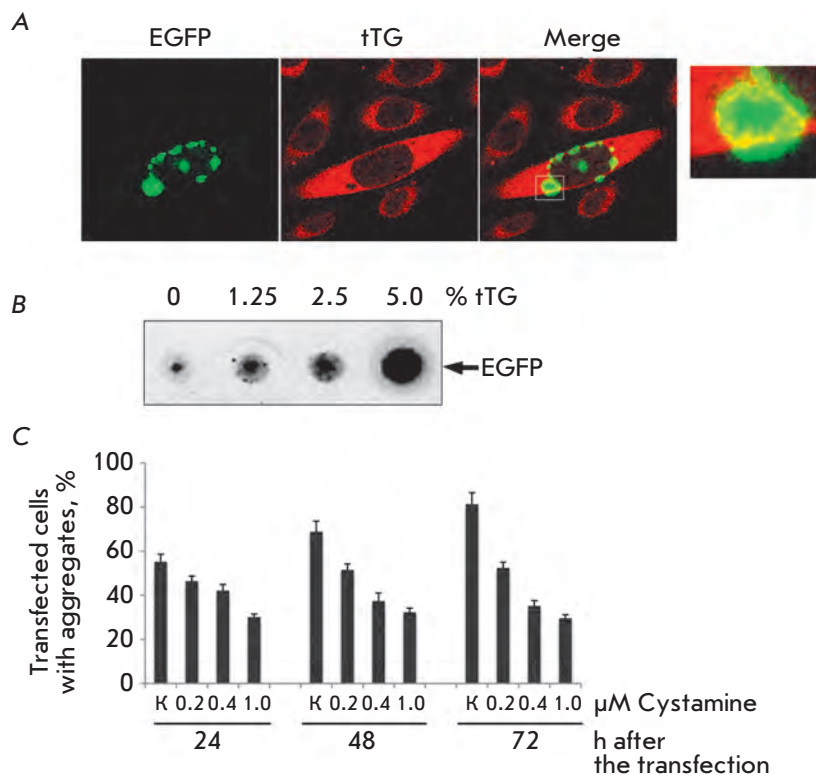 A
EGFP tTG Merge
B
0 1.25 2.5 5.0 % tTG
EGFP
C
Transfected cells
with aggregates, %
100
80
60
40
20
0
K 0.2 0.4 1.0 K 0.2 0.4 1.0 K 0.2 0.4 1.0 µM Cystamine
24 48 72 h after
the transfection